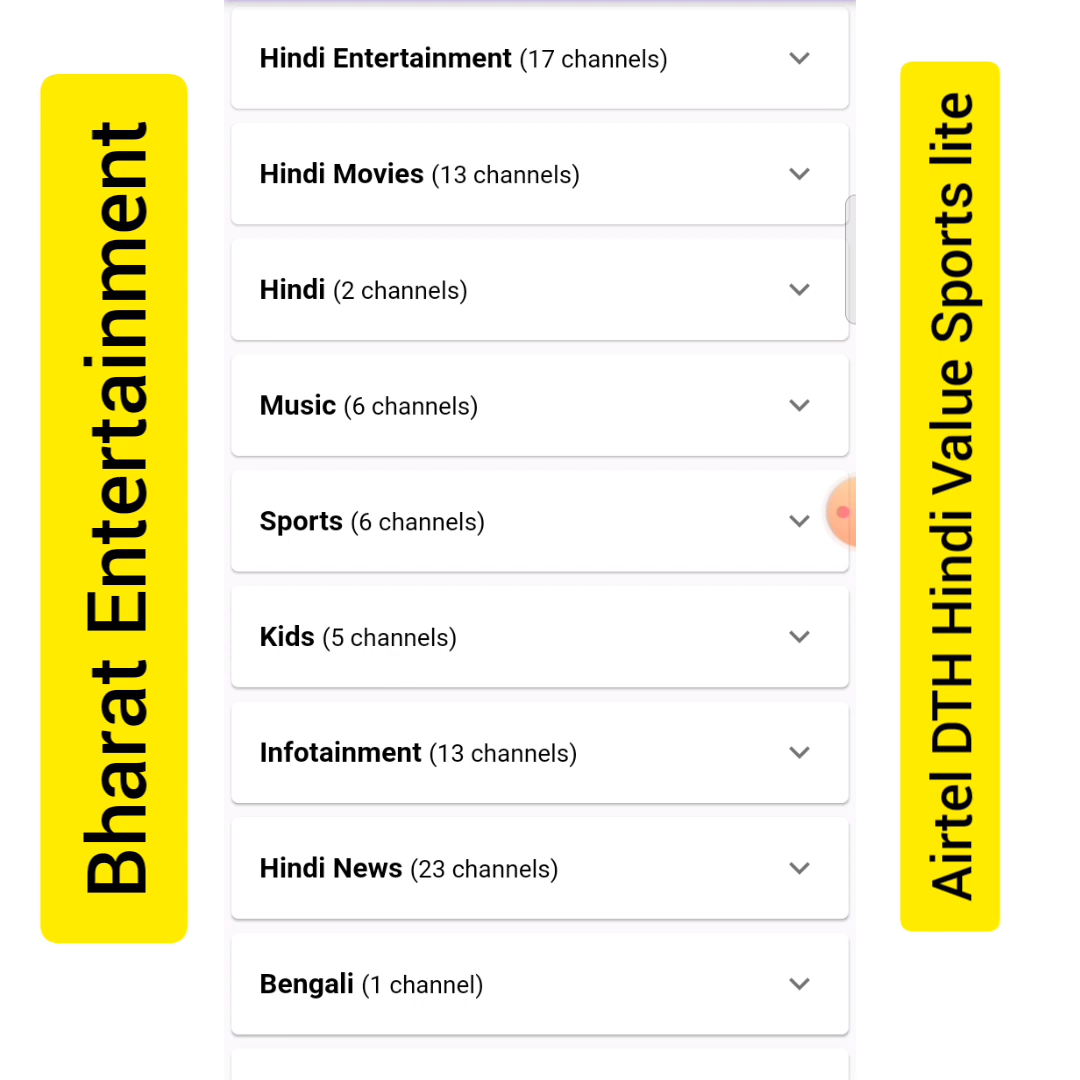 Bharat Entertainment
Hindi Entertainment (17 channels)
Hindi Movies (13 channels)
Hindi (2 channels)
Music (6 channels)
Sports (6 channels)
Kids (5 channels)
Infotainment (13 channels)
Hindi News (23 channels)
Bengali (1 channel)
Airtel DTH Hindi Value Sports lite